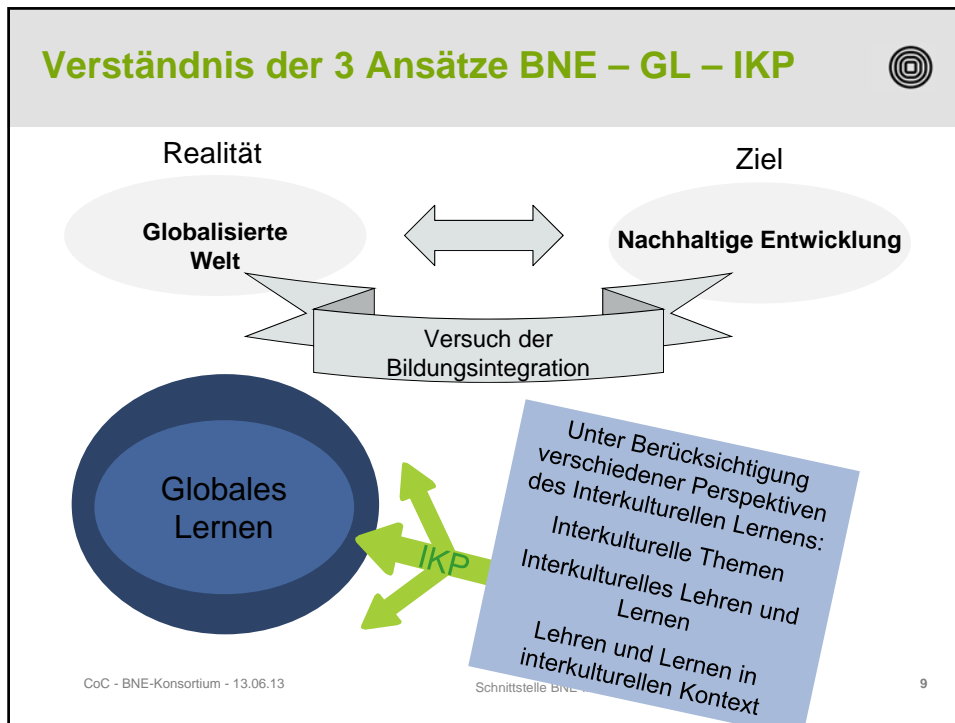 Verständnis der 3 Ansätze BNE – GL – IKP
Realität
Ziel
Globalisierte
Welt
Nachhaltige Entwicklung
Versuch der
Bildungsintegration
Globales
Lernen
IKP
Unter Berücksichtigung
verschiedener Perspektiven
des Interkulturellen Lernens:
Interkulturelle Themen
Interkulturelles Lehren und
Lernen
Lehren und Lernen in
interkulturellen Kontext
CoC - BNE-Konsortium - 13.06.13
Schnittstelle BNE
9